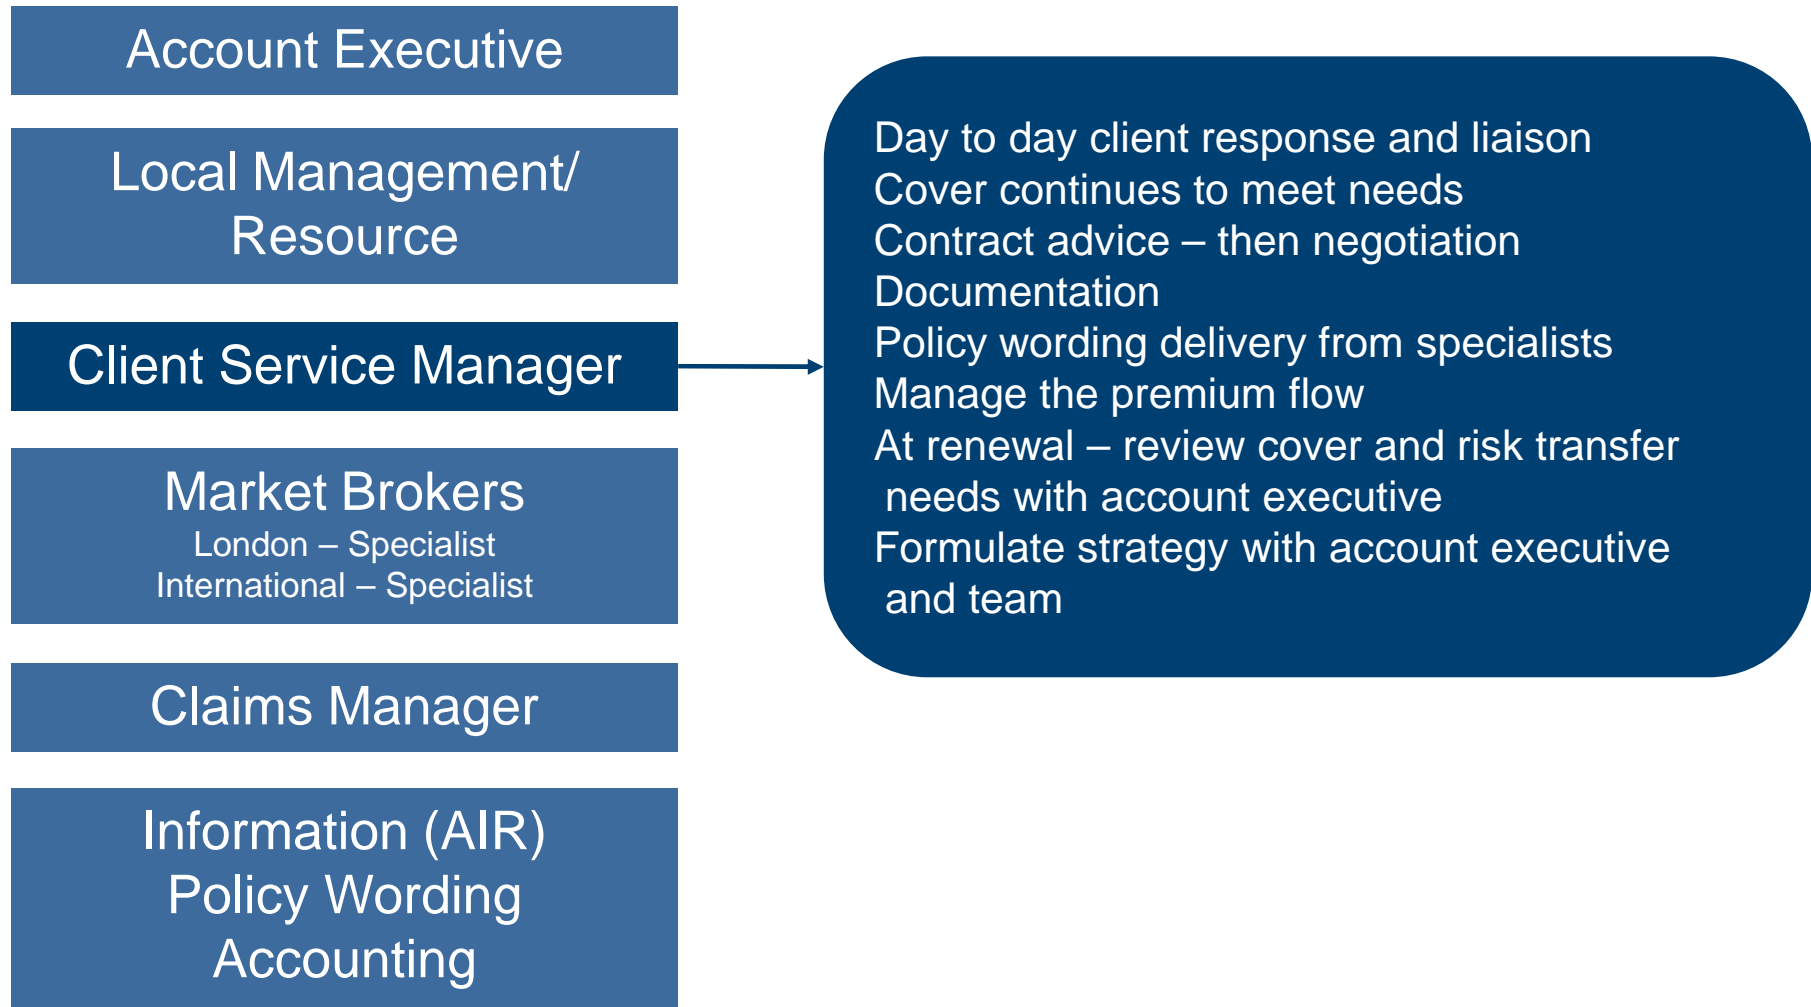 Account Executive
Local Management/
Resource
Client Service Manager
Market Brokers
London – Specialist
International – Specialist
Claims Manager
Information (AIR)
Policy Wording
Accounting
Day to day client response and liaison
Cover continues to meet needs
Contract advice – then negotiation
Documentation
Policy wording delivery from specialists
Manage the premium flow
At renewal – review cover and risk transfer
needs with account executive
Formulate strategy with account executive
and team